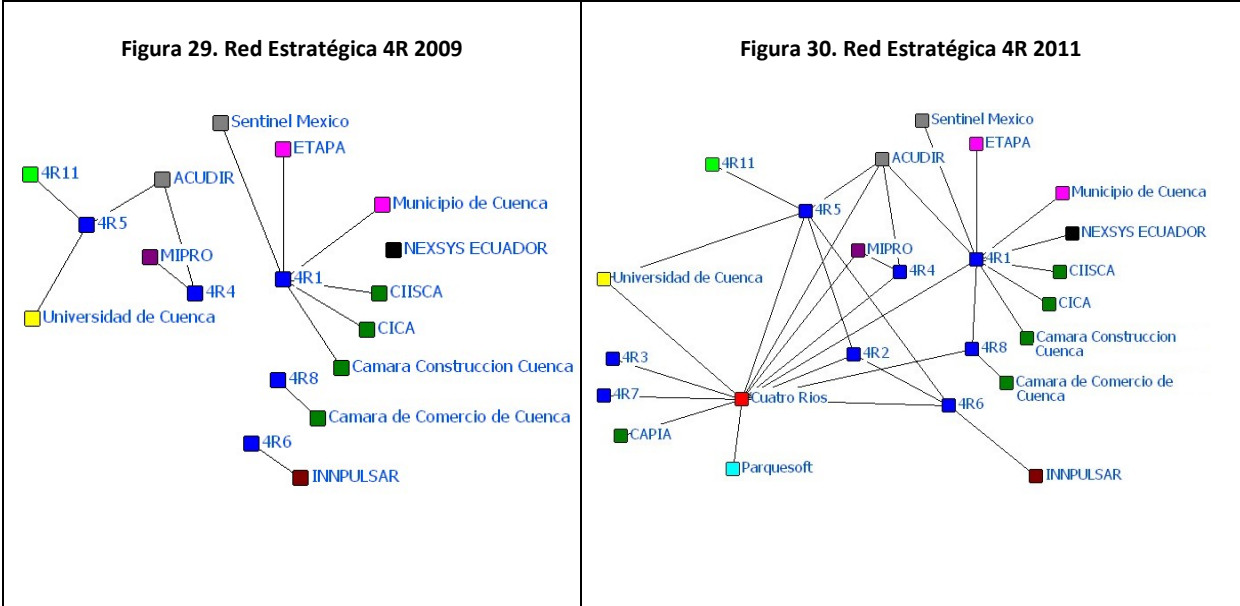 Figura 29. Red Estratégica 4R 2009
Sentinel Mexico
ETAPA
4R11
ACUDIR
Municipio de Cuenca
4R5
NEXSYS ECUADOR
MIPRO
4R1
4R4
CIISCA
Universidad de Cuenca
CICA
Camara Construccion Cuenca
4R8
Camara de Comercio de Cuenca
4R6
INNPULSAR
Figura 30. Red Estratégica 4R 2011
Sentinel Mexico
ETAPA
ACUDIR
4R11
Municipio de Cuenca
4R5
NEXSYS ECUADOR
MIPRO
4R1
4R4
CIISCA
Universidad de Cuenca
CICA
Camara Construccion
Cuenca
4R8
4R2
4R3
Camara de Comercio de
Cuenca
4R7
Cuatro Rios
4R6
CAPIA
Parquesoft
INNPULSAR